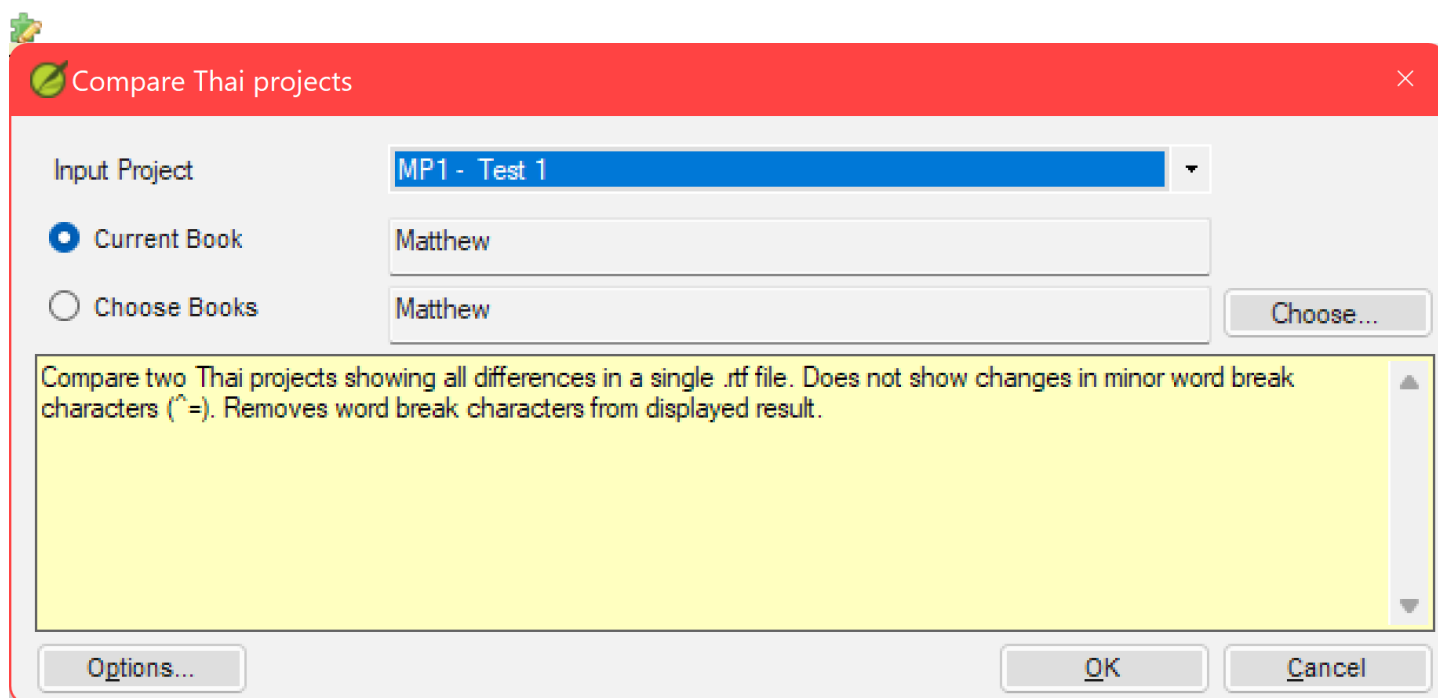 Compare Thai projects
Input Project
MP1 - Test 1
Current Book
Matthew
Choose Books
Matthew
Choose...
Compare two Thai projects showing all differences in a single .rtf file. Does not show changes in minor word break
characters (^=). Removes word break characters from displayed result.
Options...
OK
Cancel